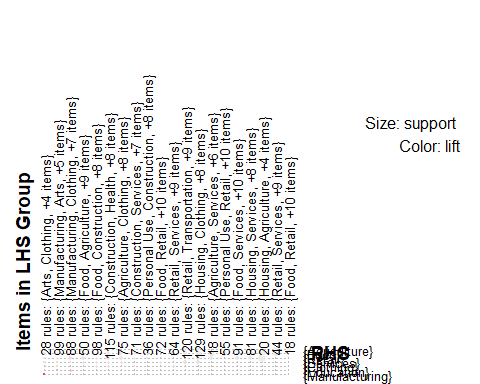 Size: support
Color: lift
Items in LHS Group
28 rules: {Arts, Clothing, +4 items}
99 rules: {Manufacturing, Arts, +5 items}
88 rules: {Manufacturing, Clothing, +7 items}
50 rules: {Food, Agriculture, +9 items}
98 rules: {Food, Construction, +8 items}
115 rules: {Construction, Health, +8 items}
75 rules: {Agriculture, Clothing, +8 items}
71 rules: {Construction, Services, +7 items}
36 rules: {Personal Use, Construction, +8 items}
72 rules: {Food, Retail, +10 items}
64 rules: {Retail, Services, +9 items}
120 rules: {Retail, Transportation, +9 items}
129 rules: {Housing, Clothing, +8 items}
18 rules: {Agriculture, Services, +6 items}
95 rules: {Personal Use, Retail, +10 items}
91 rules: {Food, Services, +10 items}
81 rules: {Housing, Services, +8 items}
20 rules: {Housing, Agriculture, +4 items}
44 rules: {Retail, Services, +9 items}
18 rules: {Food, Retail, +10 items}
RHS
{Manufacturing}